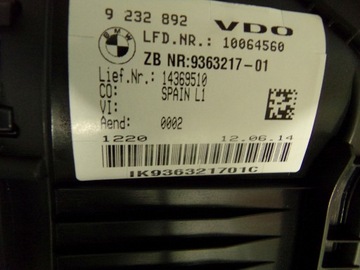 9 232 892 VDO
LFD.NR.: 10064560
ZB NR:9363217-01
Lief.Nr.: 14369510
CO: SPAIN L1
VI:
Aend: 0002
1220 12.06.14
IK936321701C